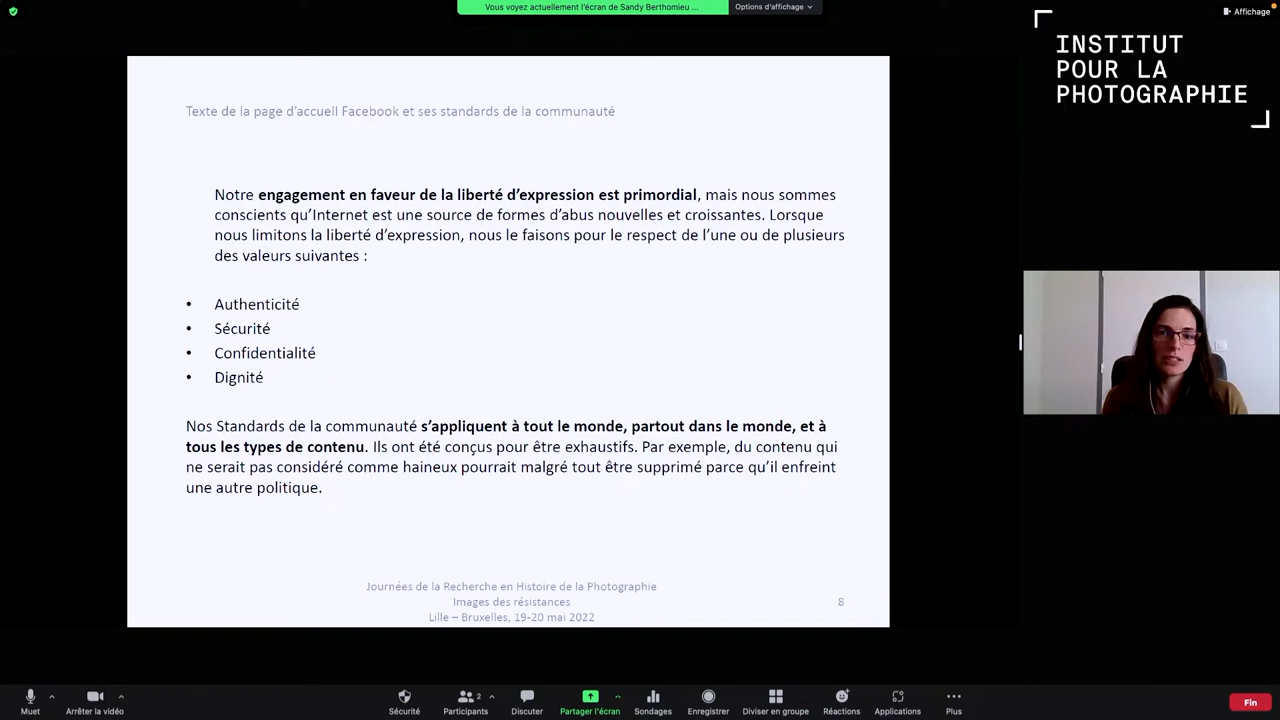 Vous voyez actuellement l'écran de Sandy Berthomieu ...
Options d'affichage
Affichage
INSTITUT
POUR LA
PHOTOGRAPHIE
Texte de la page d’accueil Facebook et ses standards de la communauté
Notre engagement en faveur de la liberté d’expression est primordial, mais nous sommes
conscients qu’Internet est une source de formes d’abus nouvelles et croissantes. Lorsque
nous limitons la liberté d’expression, nous le faisons pour le respect de l’une ou de plusieurs
des valeurs suivantes :
• Authenticité
• Sécurité
• Confidentialité
• Dignité
Nos Standards de la communauté s’appliquent à tout le monde, partout dans le monde, et à
tous les types de contenu. Ils ont été conçus pour être exhaustifs. Par exemple, du contenu qui
ne serait pas considéré comme haineux pourrait malgré tout être supprimé parce qu’il enfreint
une autre politique.
Journées de la Recherche en Histoire de la Photographie
Images des résistances
Lille – Bruxelles, 19-20 mai 2022
8
Muet
Arrêter la vidéo
Sécurité
Participants
2
Discuter
Partager l'écran
Sondages
Enregistrer
Diviser en groupe
Réactions
Applications
Plus
Fin